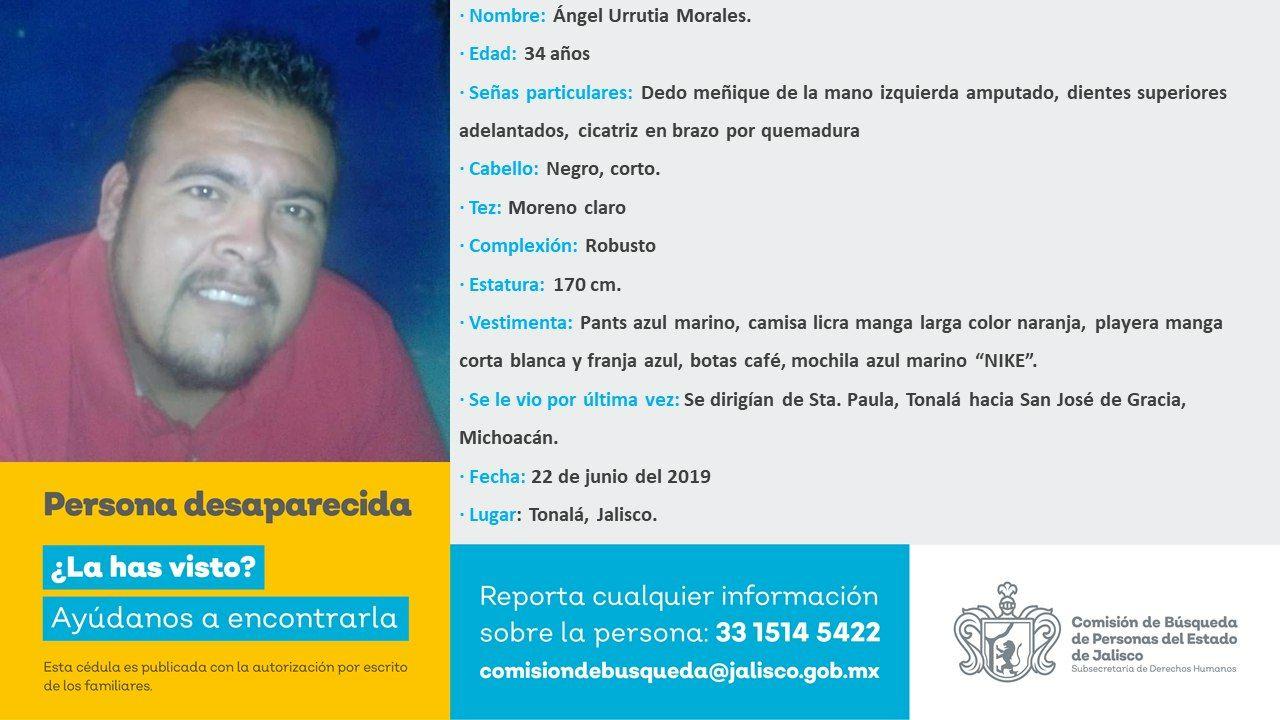 · Nombre: Ángel Urrutia Morales.
· Edad: 34 años
· Señas particulares: Dedo meñique de la mano izquierda amputado, dientes superiores
adelantados, cicatriz en brazo por quemadura
· Cabello: Negro, corto.
· Tez: Moreno claro
· Complexión: Robusto
· Estatura: 170 cm.
· Vestimenta: Pants azul marino, camisa licra manga larga color naranja, playera manga
corta blanca y franja azul, botas café, mochila azul marino “NIKE”.
· Se le vio por última vez: Se dirigían de Sta. Paula, Tonalá hacia San José de Gracia,
Michoacán.
· Fecha: 22 de junio del 2019
· Lugar: Tonalá, Jalisco.
Persona desaparecida
¿La has visto?
Ayúdanos a encontrarla
Esta cédula es publicada con la autorización por escrito
de los familiares.
Reporta cualquier información
sobre la persona: 33 1514 5422
comisiondebusqueda@jalisco.gob.mx
Comisión de Búsqueda
de Personas del Estado
de Jalisco
Subsecretaría de Derechos Humanos